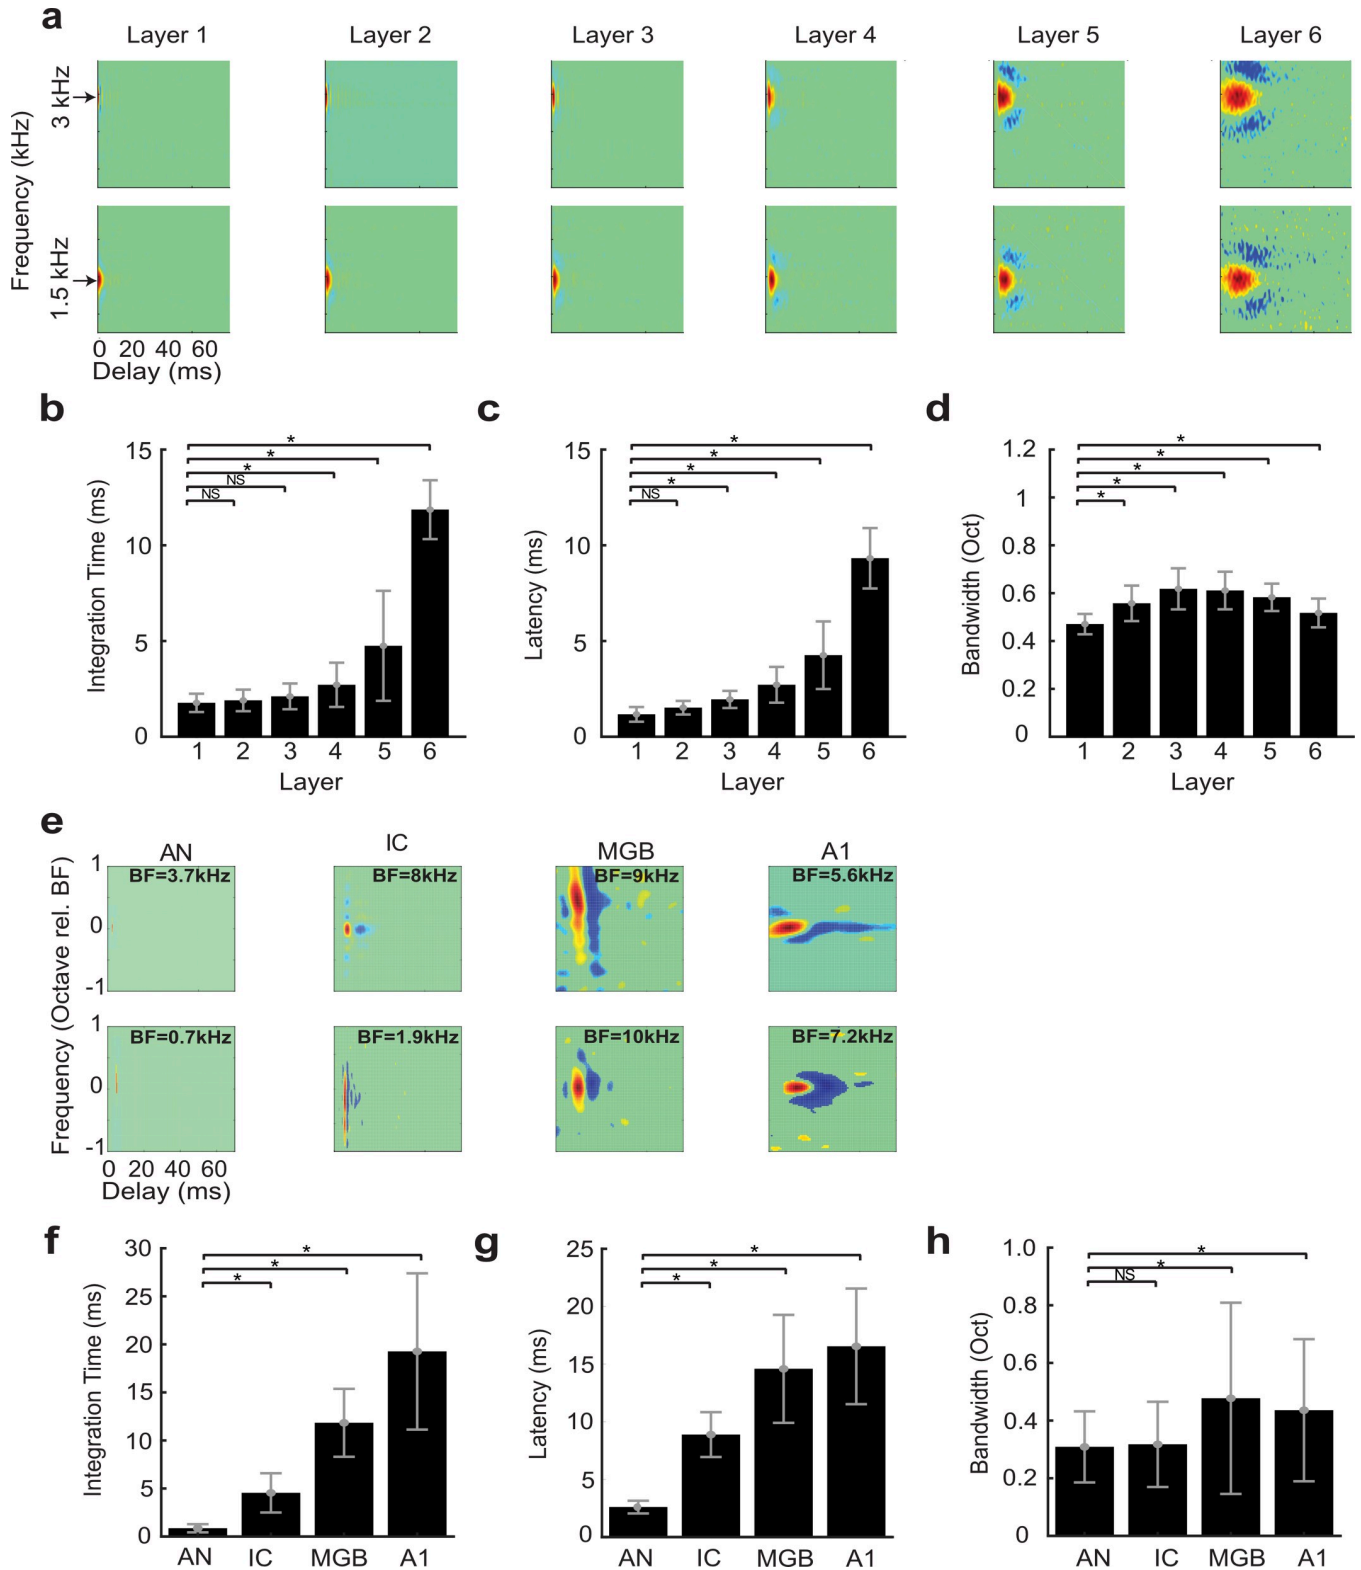 a
Layer 1 Layer 2 Layer 3 Layer 4 Layer 5 Layer 6
Frequency (kHz)
3 kHz
1.5 kHz
0 20 40 60
Delay (ms)
b
Integration Time (ms)
15
10
5
0
*
*
*
NS
NS
1 2 3 4 5 6
Layer
c
Latency (ms)
15
10
5
0
*
*
*
*
NS
1 2 3 4 5 6
Layer
d
Bandwidth (Oct)
1.2
1
0.8
0.6
0.4
0.2
0
*
*
*
*
*
1 2 3 4 5 6
Layer
e
AN IC MGB A1
Frequency (Octave rel. BF)
1
0
-1
BF=3.7kHz BF=8kHz BF=9kHz BF=5.6kHz
1
0
-1
BF=0.7kHz BF=1.9kHz BF=10kHz BF=7.2kHz
0 20 40 60
Delay (ms)
f
Integration Time (ms)
30
25
20
15
10
5
0
*
*
*
AN IC MGB A1
g
Latency (ms)
25
20
15
10
5
0
*
*
*
AN IC MGB A1
h
Bandwidth (Oct)
1.0
0.8
0.6
0.4
0.2
0
*
*
NS
AN IC MGB A1